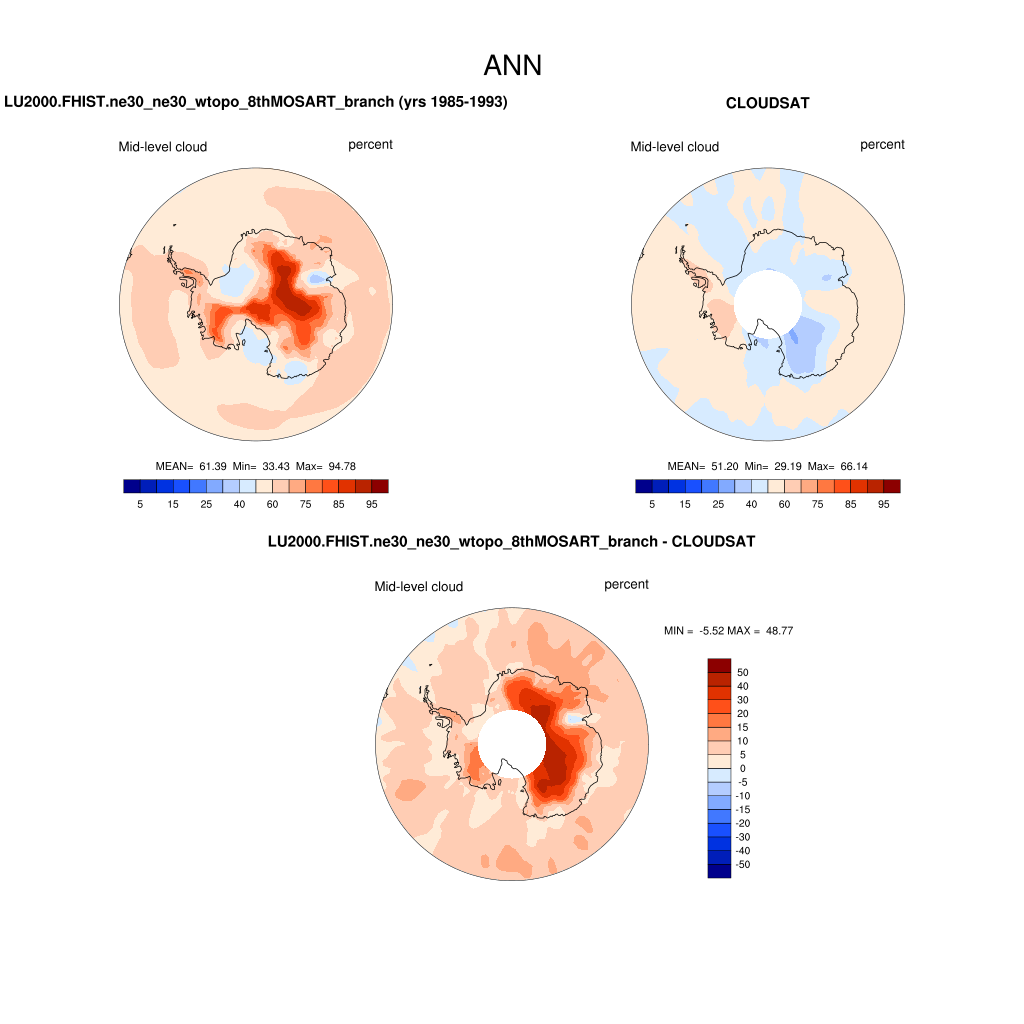 ANN
LU2000.FHIST.ne30_ne30_wtopo_8thMOSART_branch (yrs 1985-1993)
CLOUDSAT
Mid-level cloud percent
Mid-level cloud percent
MEAN= 61.39 Min= 33.43 Max= 94.78
MEAN= 51.20 Min= 29.19 Max= 66.14
5 15 25 40 60 75 85 95
5 15 25 40 60 75 85 95
LU2000.FHIST.ne30_ne30_wtopo_8thMOSART_branch - CLOUDSAT
Mid-level cloud percent
MIN = -5.52 MAX = 48.77
50
40
30
20
15
10
5
0
-5
-10
-15
-20
-30
-40
-50